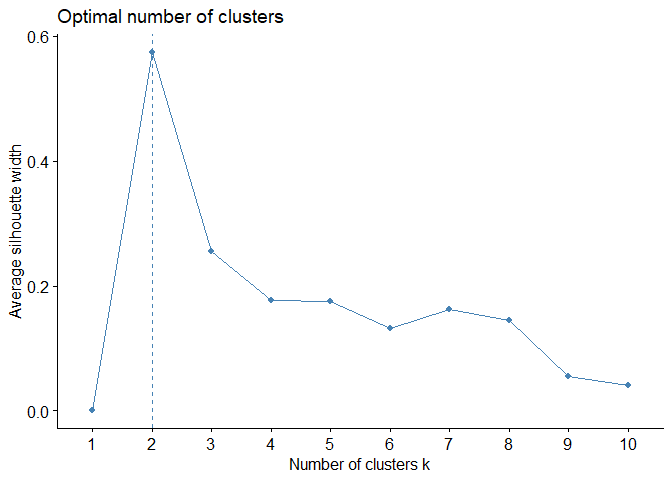 Optimal number of clusters
0.6
0.4
0.2
0.0
Average silhouette width
1 2 3 4 5 6 7 8 9 10
Number of clusters k